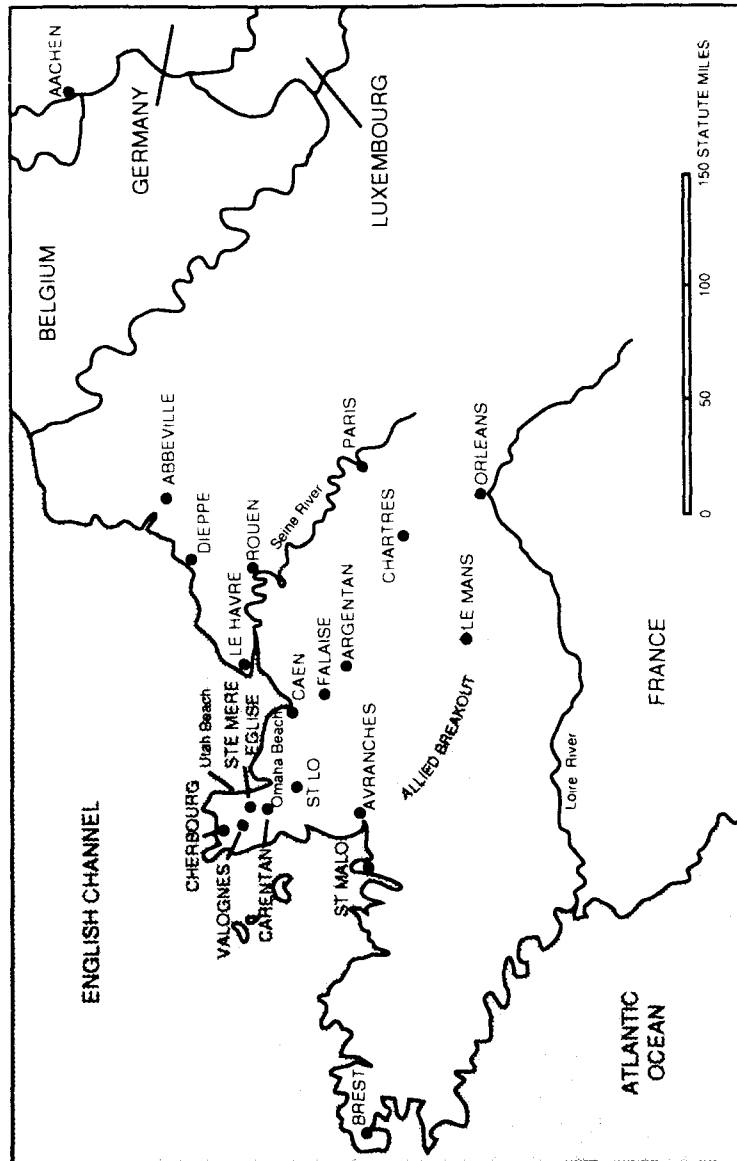 ENGLISH CHANNEL
BELGIUM
AACHEN
GERMANY
LUXEMBOURG
CHERBOURG
VALOGNES
CARENTAN
Utah Beach
STE MERE
EGLISE
Omaha Beach
ST LO
LE HAVRE
DIEPPE
ABBEVILLE
ROUEN
Seine River
CAEN
FALAISE
ARGENTAN
PARIS
CHARTRES
AVRANCHES
ST MALO
BREST
ALLIED BREAKOUT
LE MANS
ORLEANS
Loire River
FRANCE
ATLANTIC
OCEAN
0 50 100 150 STATUTE MILES